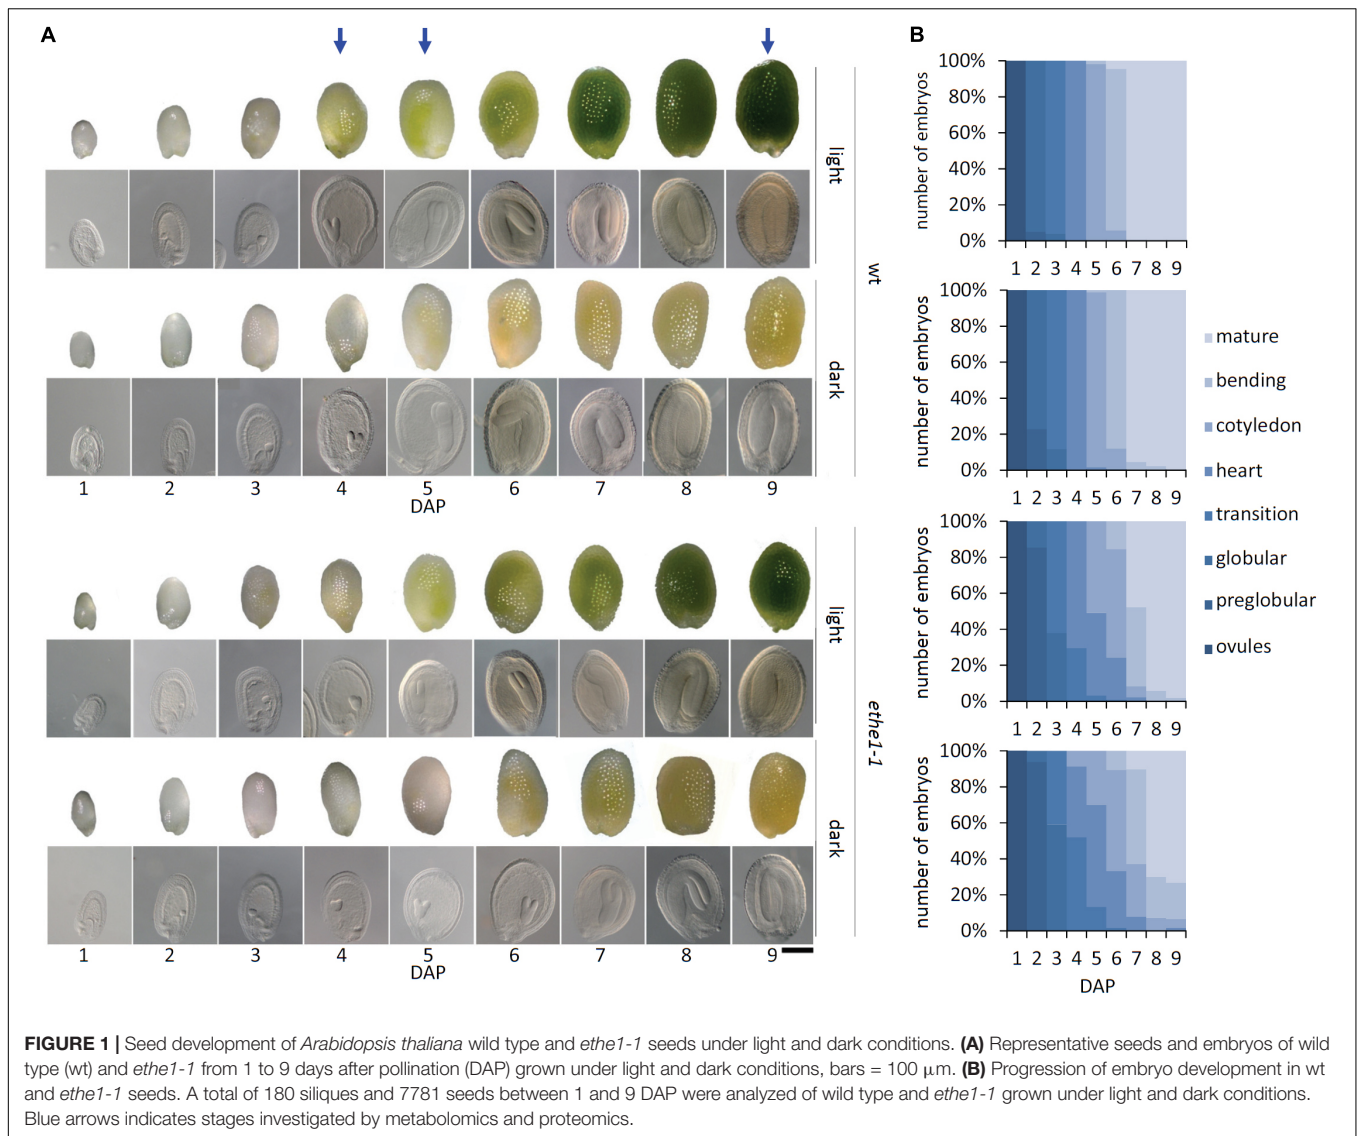 A
B
light
dark
wt
1 2 3 4 5 6 7 8 9
DAP
light
dark
ethe1-1
1 2 3 4 5 6 7 8 9
DAP
number of embryos
100%
80%
60%
40%
20%
0%
1 2 3 4 5 6 7 8 9
number of embryos
100%
80%
60%
40%
20%
0%
1 2 3 4 5 6 7 8 9
number of embryos
100%
80%
60%
40%
20%
0%
1 2 3 4 5 6 7 8 9
number of embryos
100%
80%
60%
40%
20%
0%
1 2 3 4 5 6 7 8 9
DAP
mature
bending
cotyledon
heart
transition
globular
preglobular
ovules
FIGURE 1 | Seed development of Arabidopsis thaliana wild type and ethe1-1 seeds under light and dark conditions. (A) Representative seeds and embryos of wild
type (wt) and ethe1-1 from 1 to 9 days after pollination (DAP) grown under light and dark conditions, bars = 100 μm. (B) Progression of embryo development in wt
and ethe1-1 seeds. A total of 180 siliques and 7781 seeds between 1 and 9 DAP were analyzed of wild type and ethe1-1 grown under light and dark conditions.
Blue arrows indicates stages investigated by metabolomics and proteomics.